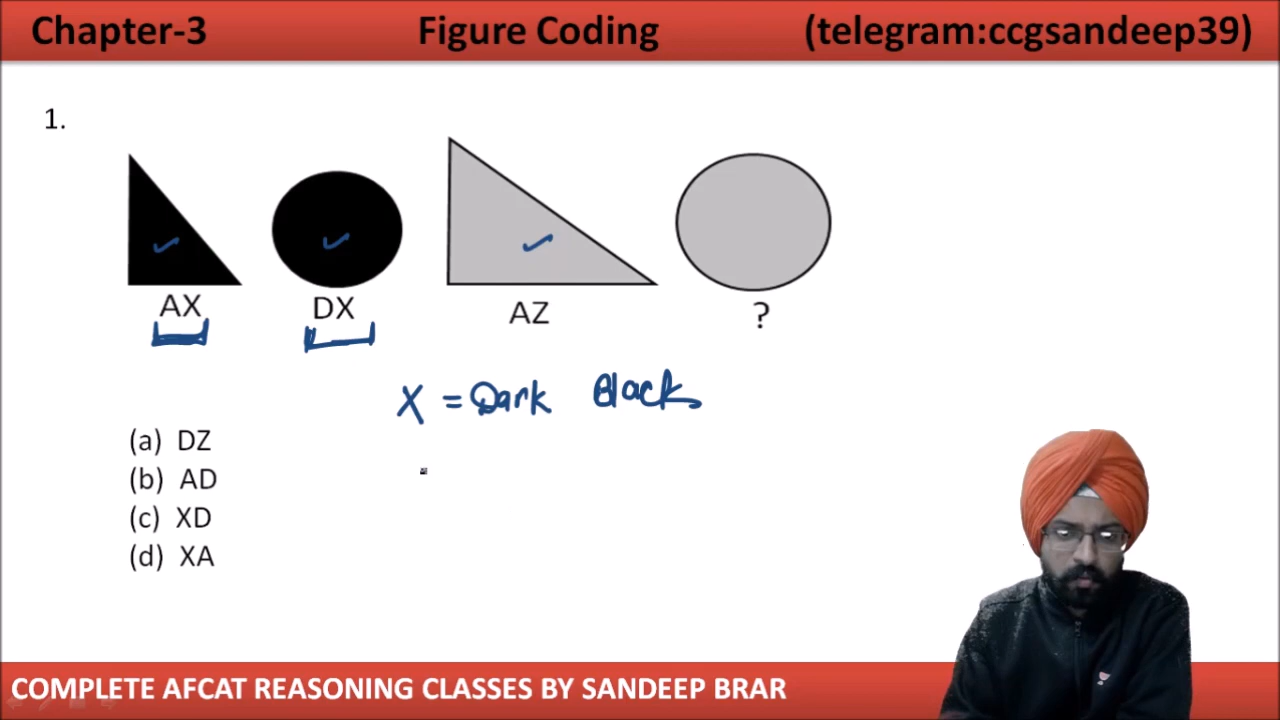 Chapter-3 Figure Coding (telegram:ccgsandeep39)
1.
AX DX AZ ?
X = Dark Black
(a) DZ
(b) AD
(c) XD
(d) XA
COMPLETE AFCAT REASONING CLASSES BY SANDEEP BRAR